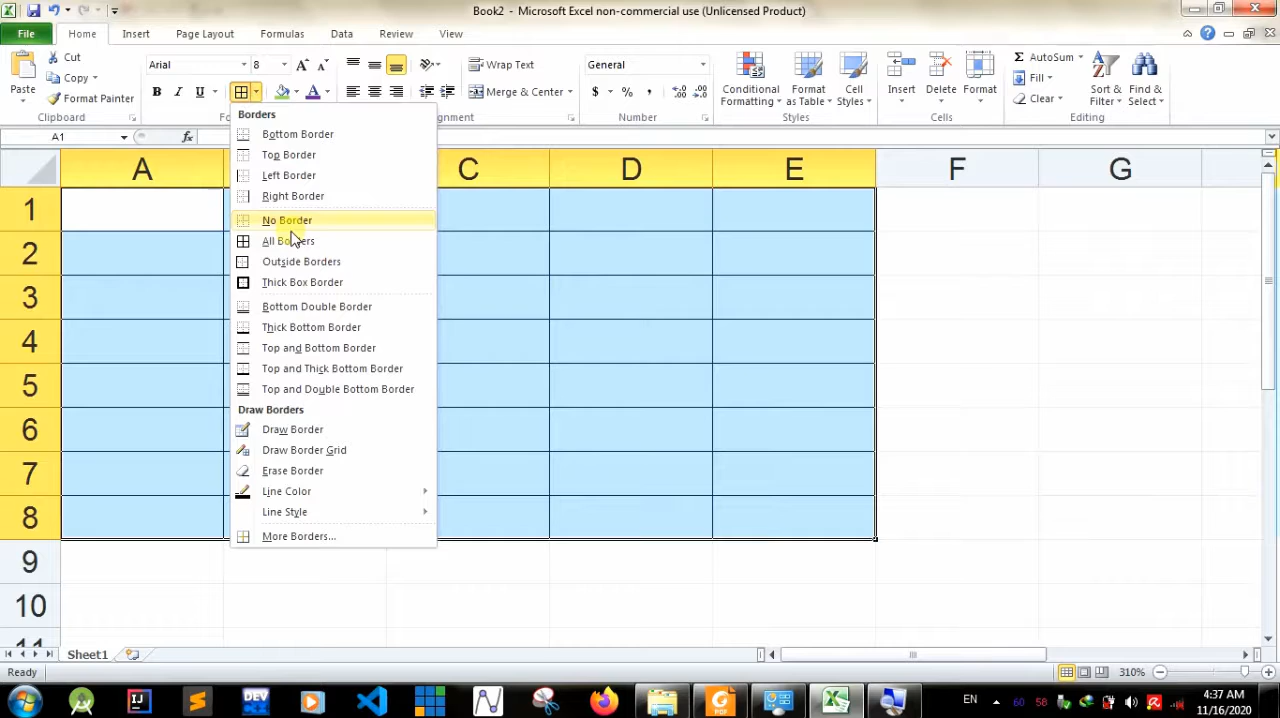 Book2 - Microsoft Excel non-commercial use (Unlicensed Product)
File Home Insert Page Layout Formulas Data Review View
Cut
Copy
Format Painter
Paste
Clipboard
Arial 8
B I U
A A
Wrap Text
Merge & Center
General
$ % ,
Number
Conditional Formatting
Format as Table
Cell Styles
Styles
Insert Delete Format
Cells
AutoSum
Fill
Clear
Sort & Filter
Find & Select
Editing
A1 fx
Borders
Bottom Border
Top Border
Left Border
Right Border
No Border
All Borders
Outside Borders
Thick Box Border
Bottom Double Border
Thick Bottom Border
Top and Bottom Border
Top and Thick Bottom Border
Top and Double Bottom Border
Draw Borders
Draw Border
Draw Border Grid
Erase Border
Line Color
Line Style
More Borders...
A C D E F G
1
2
3
4
5
6
7
8
9
10
Sheet1
Ready 310%
EN 60 58 4:37 AM
11/16/2020